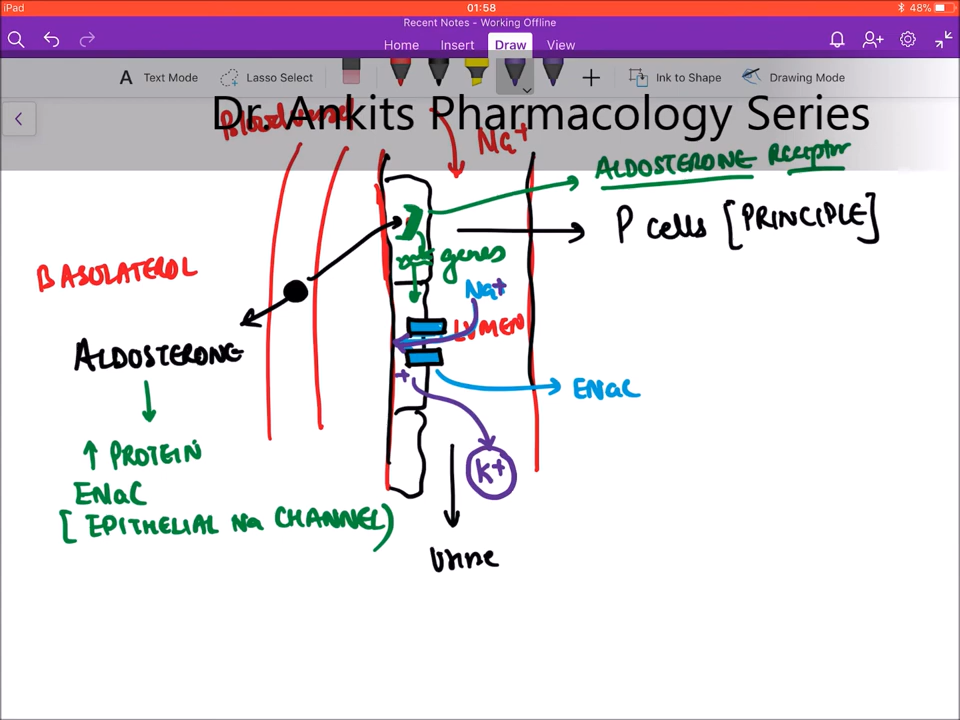 iPad 01:58 48%
Recent Notes - Working Offline
Home Insert Draw View
Text Mode Lasso Select Ink to Shape Drawing Mode
Dr. Ankits Pharmacology Series
Blood vessel
Na+
ALDOSTERONE Receptor
P cells [PRINCIPLE]
genes
BASOLATEROL
Na+
LUMEN
ALDOSTERONE
+
ENaC
↑ PROTEIN
K+
ENaC
[EPITHELIAL Na CHANNEL)
Urine